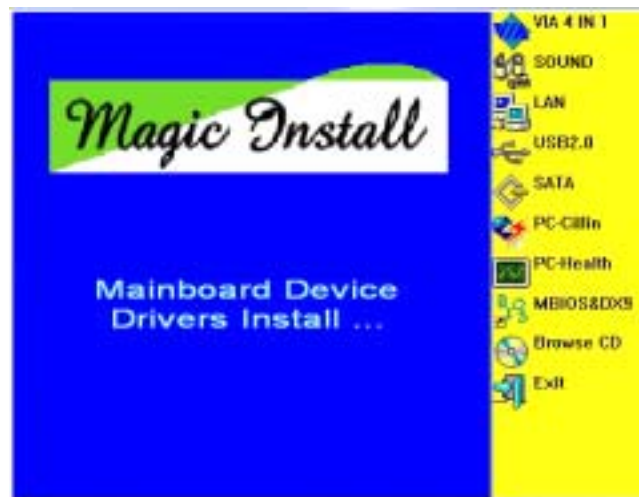 Magic Install
Mainboard Device
Drivers Install ...
VIA 4 IN 1
SOUND
LAN
USB2.0
SATA
PC-Cillin
PC-Health
MBIOS&DX9
Browse CD
Exit